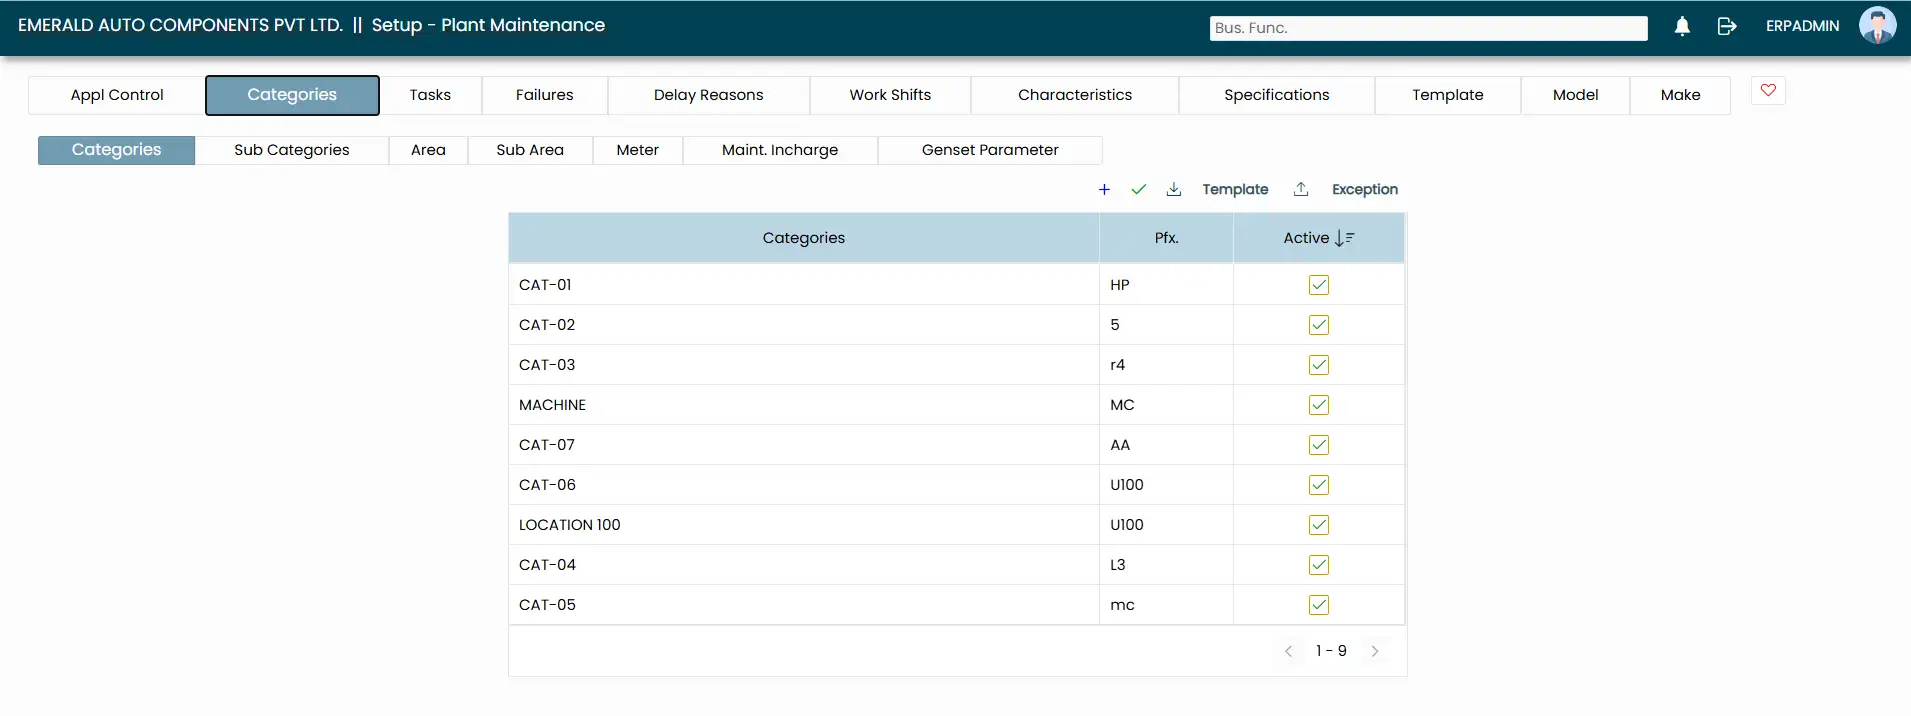 EMERALD AUTO COMPONENTS PVT LTD. || Setup - Plant Maintenance Bus. Func. ERPADMIN
Appl Control Categories Tasks Failures Delay Reasons Work Shifts Characteristics Specifications Template Model Make
Categories Sub Categories Area Sub Area Meter Maint. Incharge Genset Parameter
Template Exception
Categories Pfx. Active
CAT-01 HP
CAT-02 5
CAT-03 r4
MACHINE MC
CAT-07 AA
CAT-06 U100
LOCATION 100 U100
CAT-04 L3
CAT-05 mc
1 - 9